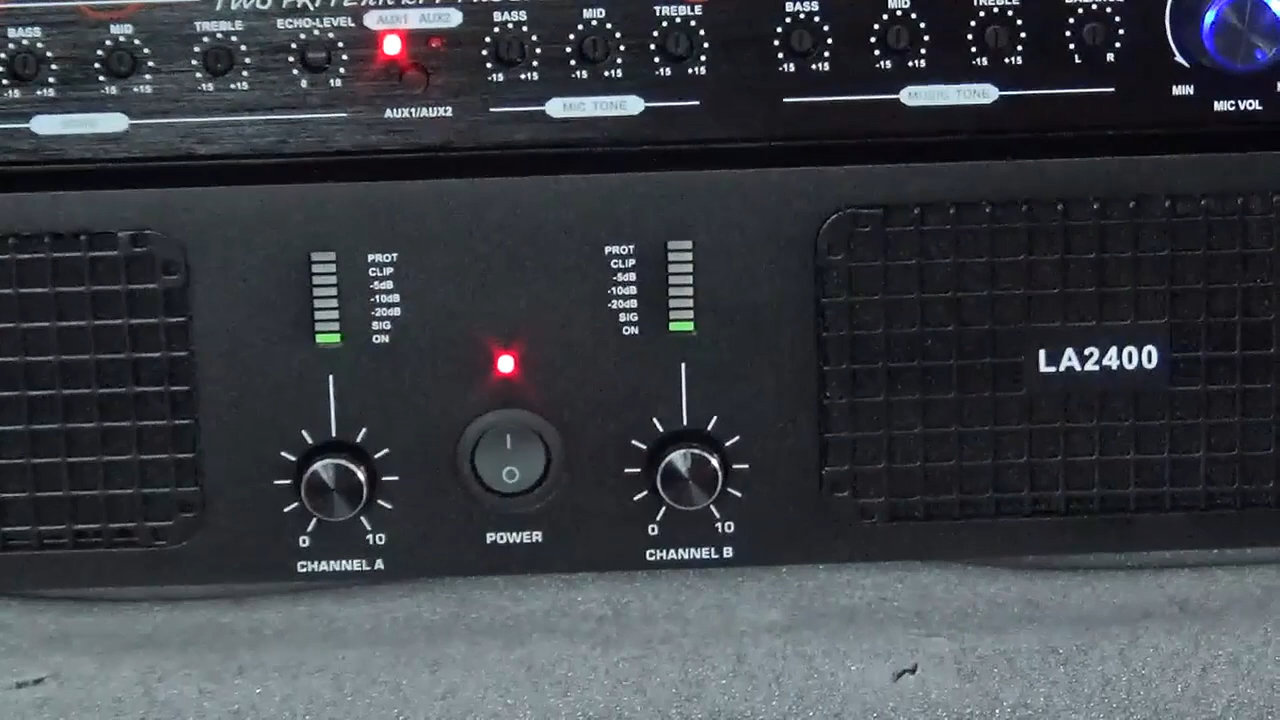 BASS MID TREBLE ECHO-LEVEL AUX1 AUX2 BASS MID TREBLE BASS MID TREBLE BALANCE
-15 +15 -15 +15 -15 +15 0 10 -15 +15 -15 +15 -15 +15 -15 +15 -15 +15 -15 +15 L R
MIN
AUX1/AUX2
MIC TONE
MUSIC TONE
MIC VOL
PROT
CLIP
-5dB
-10dB
-20dB
SIG
ON
PROT
CLIP
-5dB
-10dB
-20dB
SIG
ON
LA2400
0 10
CHANNEL A
I
O
POWER
0 10
CHANNEL B